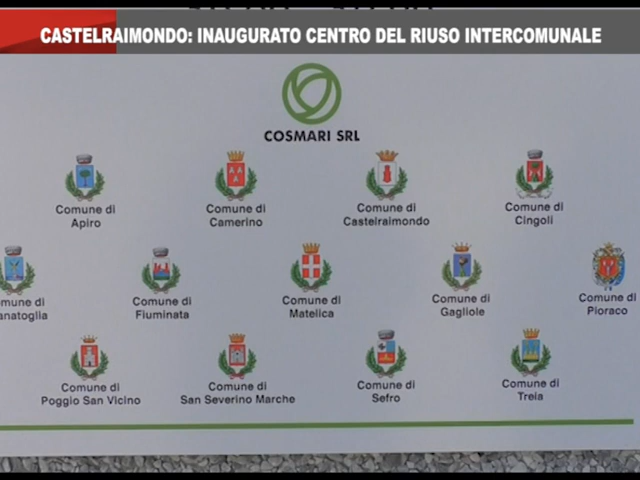 CASTELRAIMONDO: INAUGURATO CENTRO DEL RIUSO INTERCOMUNALE
COSMARI SRL
Comune di
Apiro
Comune di
Camerino
Comune di
Castelraimondo
Comune di
Cingoli
mune di
anatoglia
Comune di
Fiuminata
Comune di
Matelica
Comune di
Gagliole
Comune di
Pioraco
Comune di
Poggio San Vicino
Comune di
San Severino Marche
Comune di
Sefro
Comune di
Treia